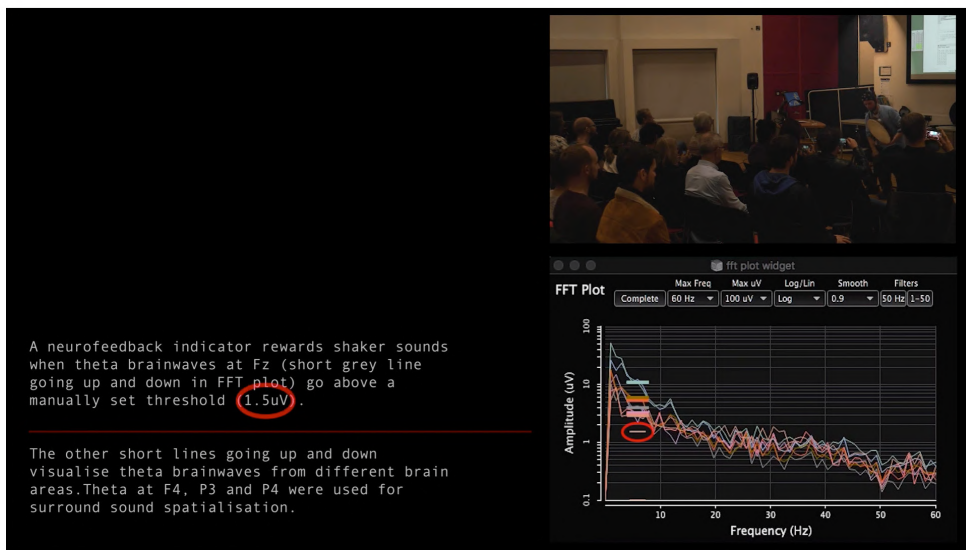 A neurofeedback indicator rewards shaker sounds
when theta brainwaves at Fz (short grey line
going up and down in FFT plot) go above a
manually set threshold (1.5uV).
The other short lines going up and down
visualise theta brainwaves from different brain
areas.Theta at F4, P3 and P4 were used for
surround sound spatialisation.
fft plot widget
FFT Plot
Max Freq Max uV Log/Lin Smooth Filters
Complete 60 Hz 100 uV Log 0.9 50 Hz 1-50
100
10
1
0.1
Amplitude (uV)
10 20 30 40 50 60
Frequency (Hz)